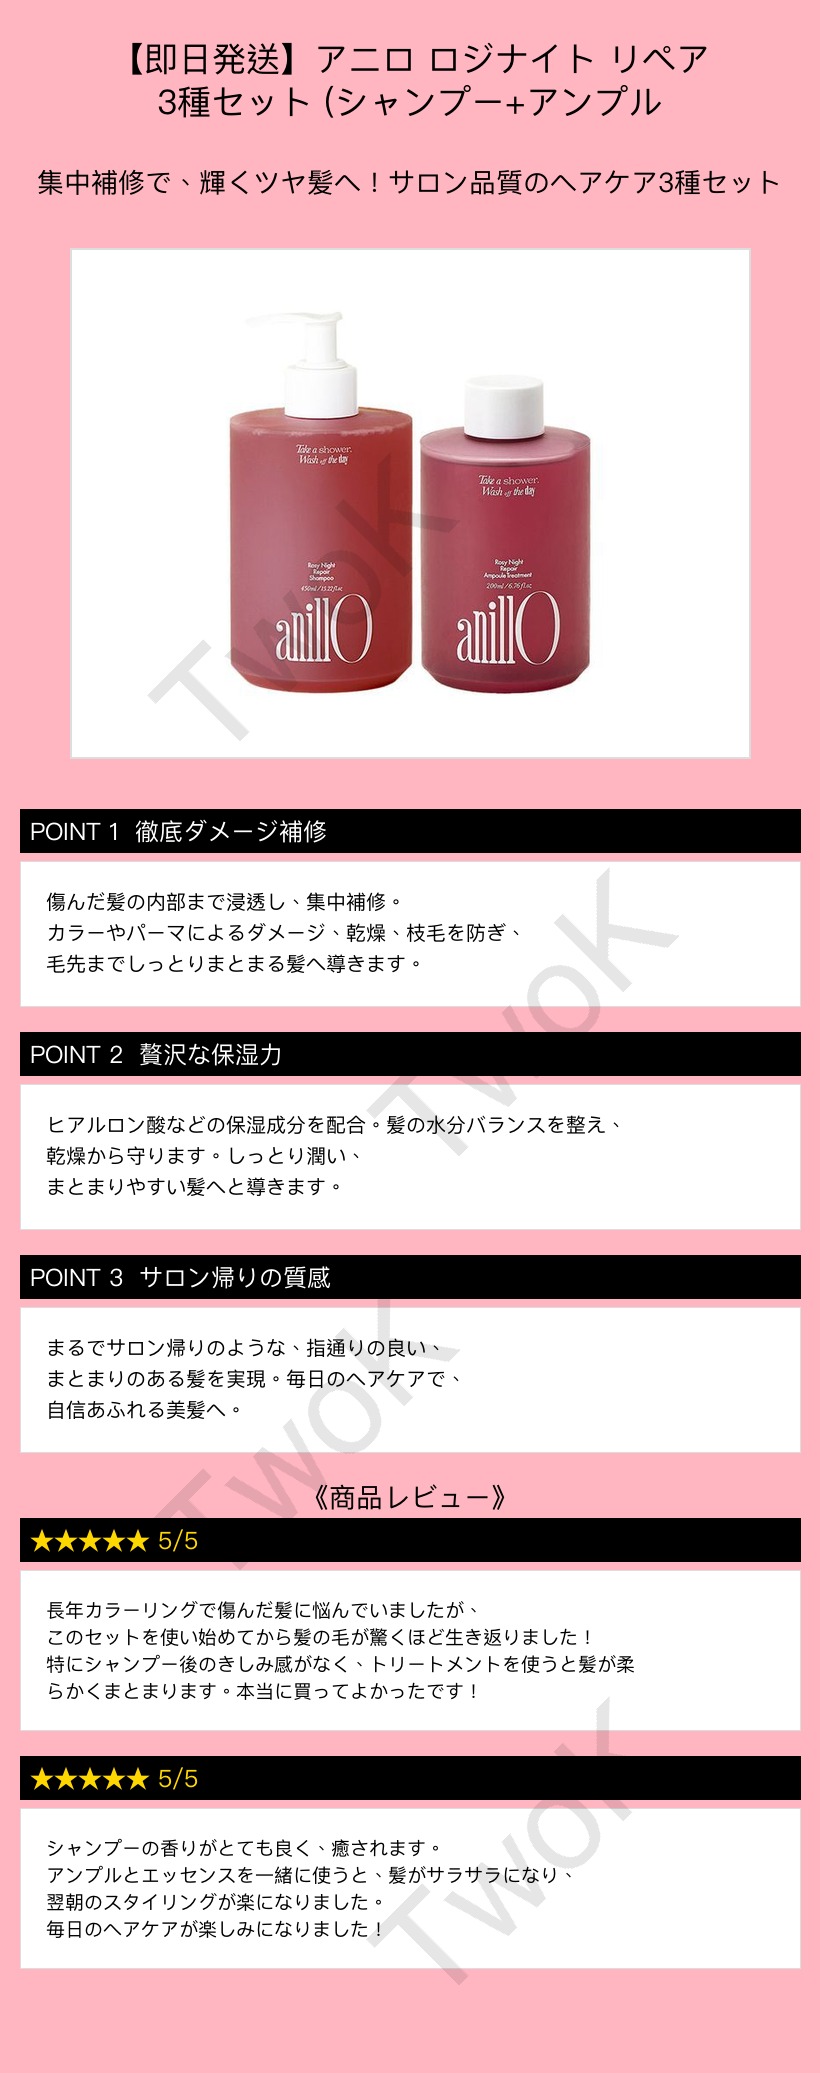 【即日発送】アニロ ロジナイト リペア
3種セット (シャンプー+アンプル
集中補修で、輝くツヤ髪へ！サロン品質のヘアケア3種セット
Take a shower.
Wash off the day
Rosy Night
Repair
Shampoo
450ml / 15.22fl.oz
anillO
Take a shower.
Wash off the day
Rosy Night
Repair
Ampoule Treatment
200ml / 6.76 fl.oz
anillO
TwoK
POINT 1 徹底ダメージ補修
傷んだ髪の内部まで浸透し、集中補修。
カラーやパーマによるダメージ、乾燥、枝毛を防ぎ、
毛先までしっとりまとまる髪へ導きます。
TwoK
POINT 2 贅沢な保湿力
ヒアルロン酸などの保湿成分を配合。髪の水分バランスを整え、
乾燥から守ります。しっとり潤い、
まとまりやすい髪へと導きます。
POINT 3 サロン帰りの質感
まるでサロン帰りのような、指通りの良い、
まとまりのある髪を実現。毎日のヘアケアで、
自信あふれる美髪へ。
TwoK
《商品レビュー》
★★★★★ 5/5
長年カラーリングで傷んだ髪に悩んでいましたが、
このセットを使い始めてから髪の毛が驚くほど生き返りました！
特にシャンプー後のきしみ感がなく、トリートメントを使うと髪が柔
らかくまとまります。本当に買ってよかったです！
★★★★★ 5/5
シャンプーの香りがとても良く、癒されます。
アンプルとエッセンスを一緒に使うと、髪がサラサラになり、
翌朝のスタイリングが楽になりました。
毎日のヘアケアが楽しみになりました！
TwoK